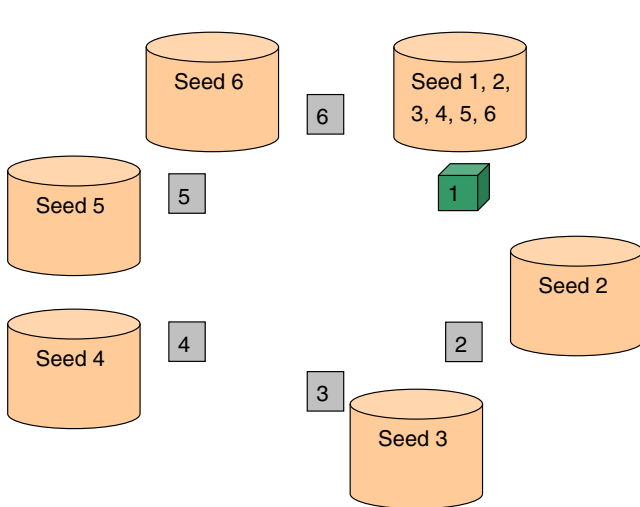 Seed 6
Seed 1, 2,
3, 4, 5, 6
6
Seed 5
5
1
Seed 2
Seed 4
4
2
3
Seed 3